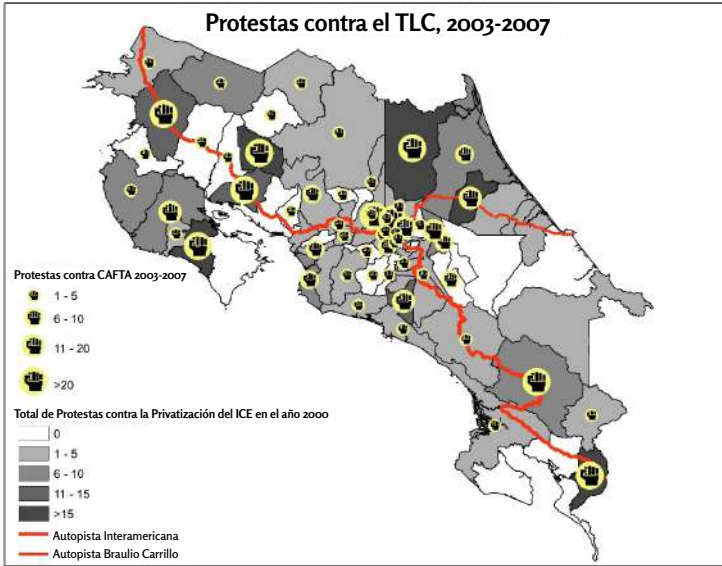 Protestas contra el TLC, 2003-2007
Protestas contra CAFTA 2003-2007
1 - 5
6 - 10
11 - 20
>20
Total de Protestas contra la Privatización del ICE en el año 2000
0
1 - 5
6 - 10
11 - 15
>15
Autopista Interamericana
Autopista Braulio Carrillo